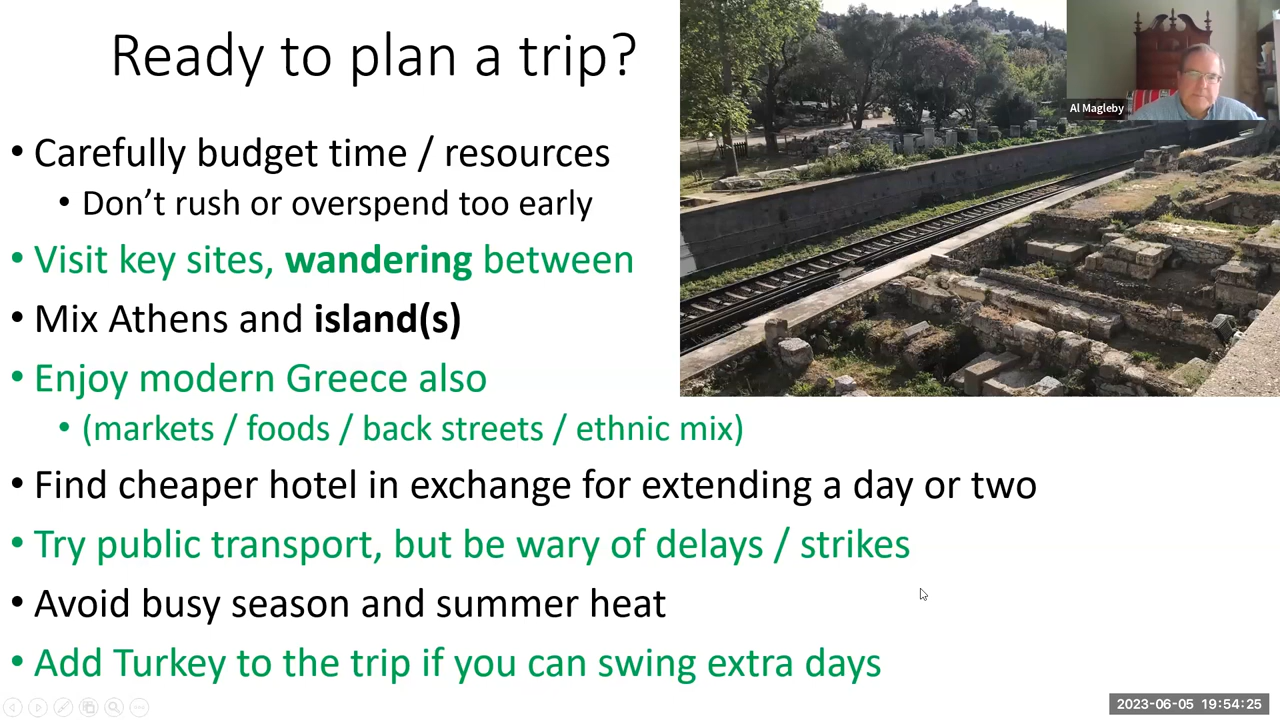 Ready to plan a trip?
Al Magleby
• Carefully budget time / resources
• Don’t rush or overspend too early
• Visit key sites, wandering between
• Mix Athens and island(s)
• Enjoy modern Greece also
• (markets / foods / back streets / ethnic mix)
• Find cheaper hotel in exchange for extending a day or two
• Try public transport, but be wary of delays / strikes
• Avoid busy season and summer heat
• Add Turkey to the trip if you can swing extra days
2023-06-05 19:54:25